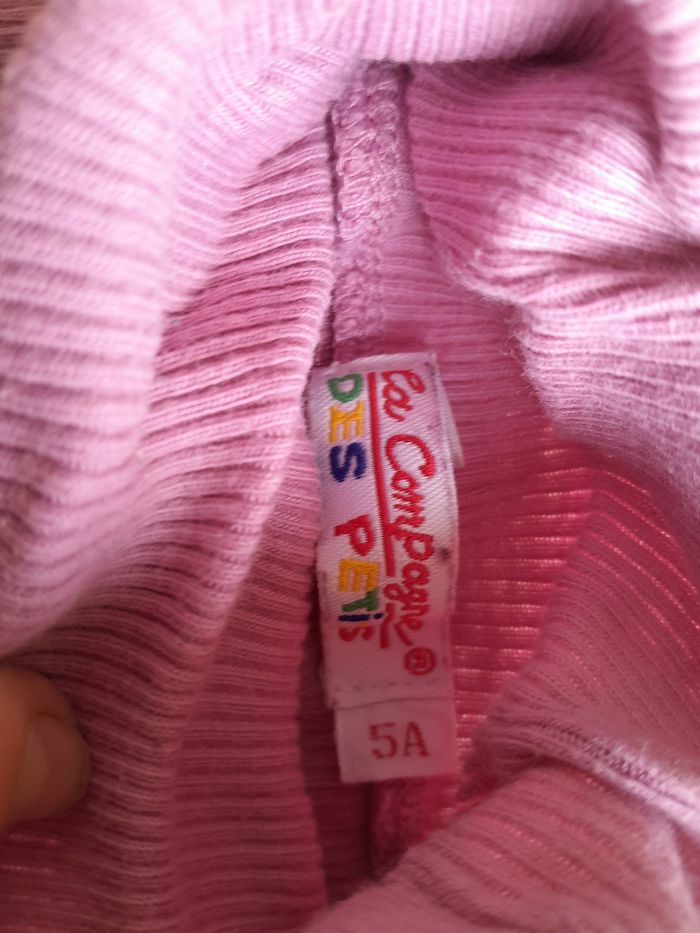 La Compagnie®
DES PETiTS
5A